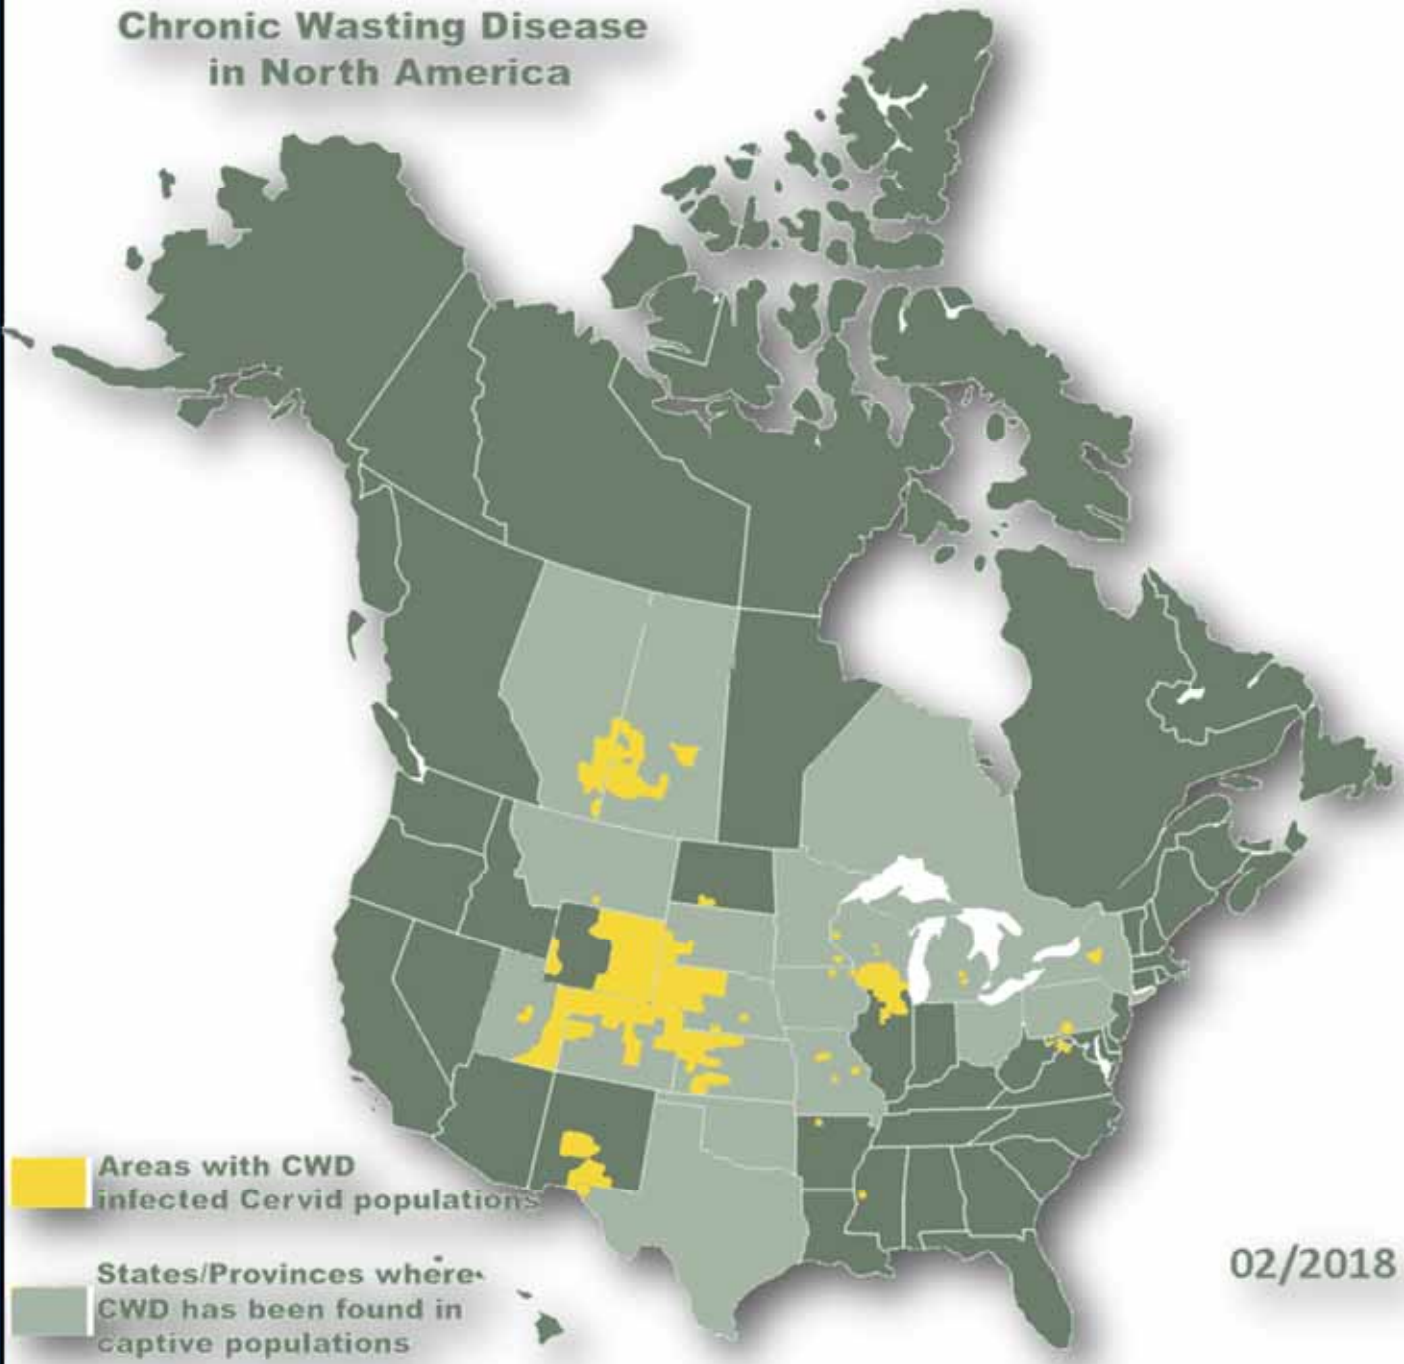 Chronic Wasting Disease
in North America
Areas with CWD
infected Cervid populations
States/Provinces where
CWD has been found in
captive populations
02/2018